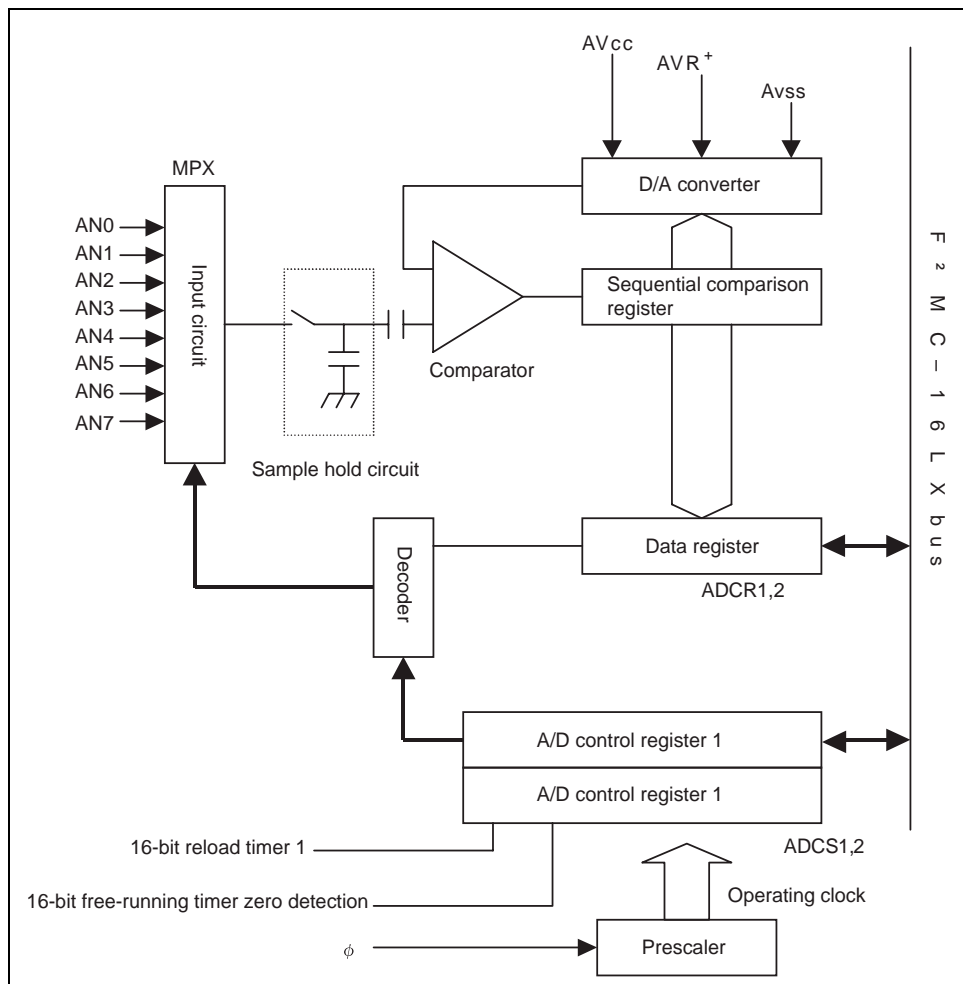 AVcc
AVR+
Avss
MPX
D/A converter
AN0
AN1
AN2
AN3
AN4
AN5
AN6
AN7
Input circuit
Sequential comparison
register
Comparator
Sample hold circuit
F²MC–16LX bus
Decoder
Data register
ADCR1,2
A/D control register 1
A/D control register 1
16-bit reload timer 1
ADCS1,2
16-bit free-running timer zero detection
Operating clock
ϕ
Prescaler